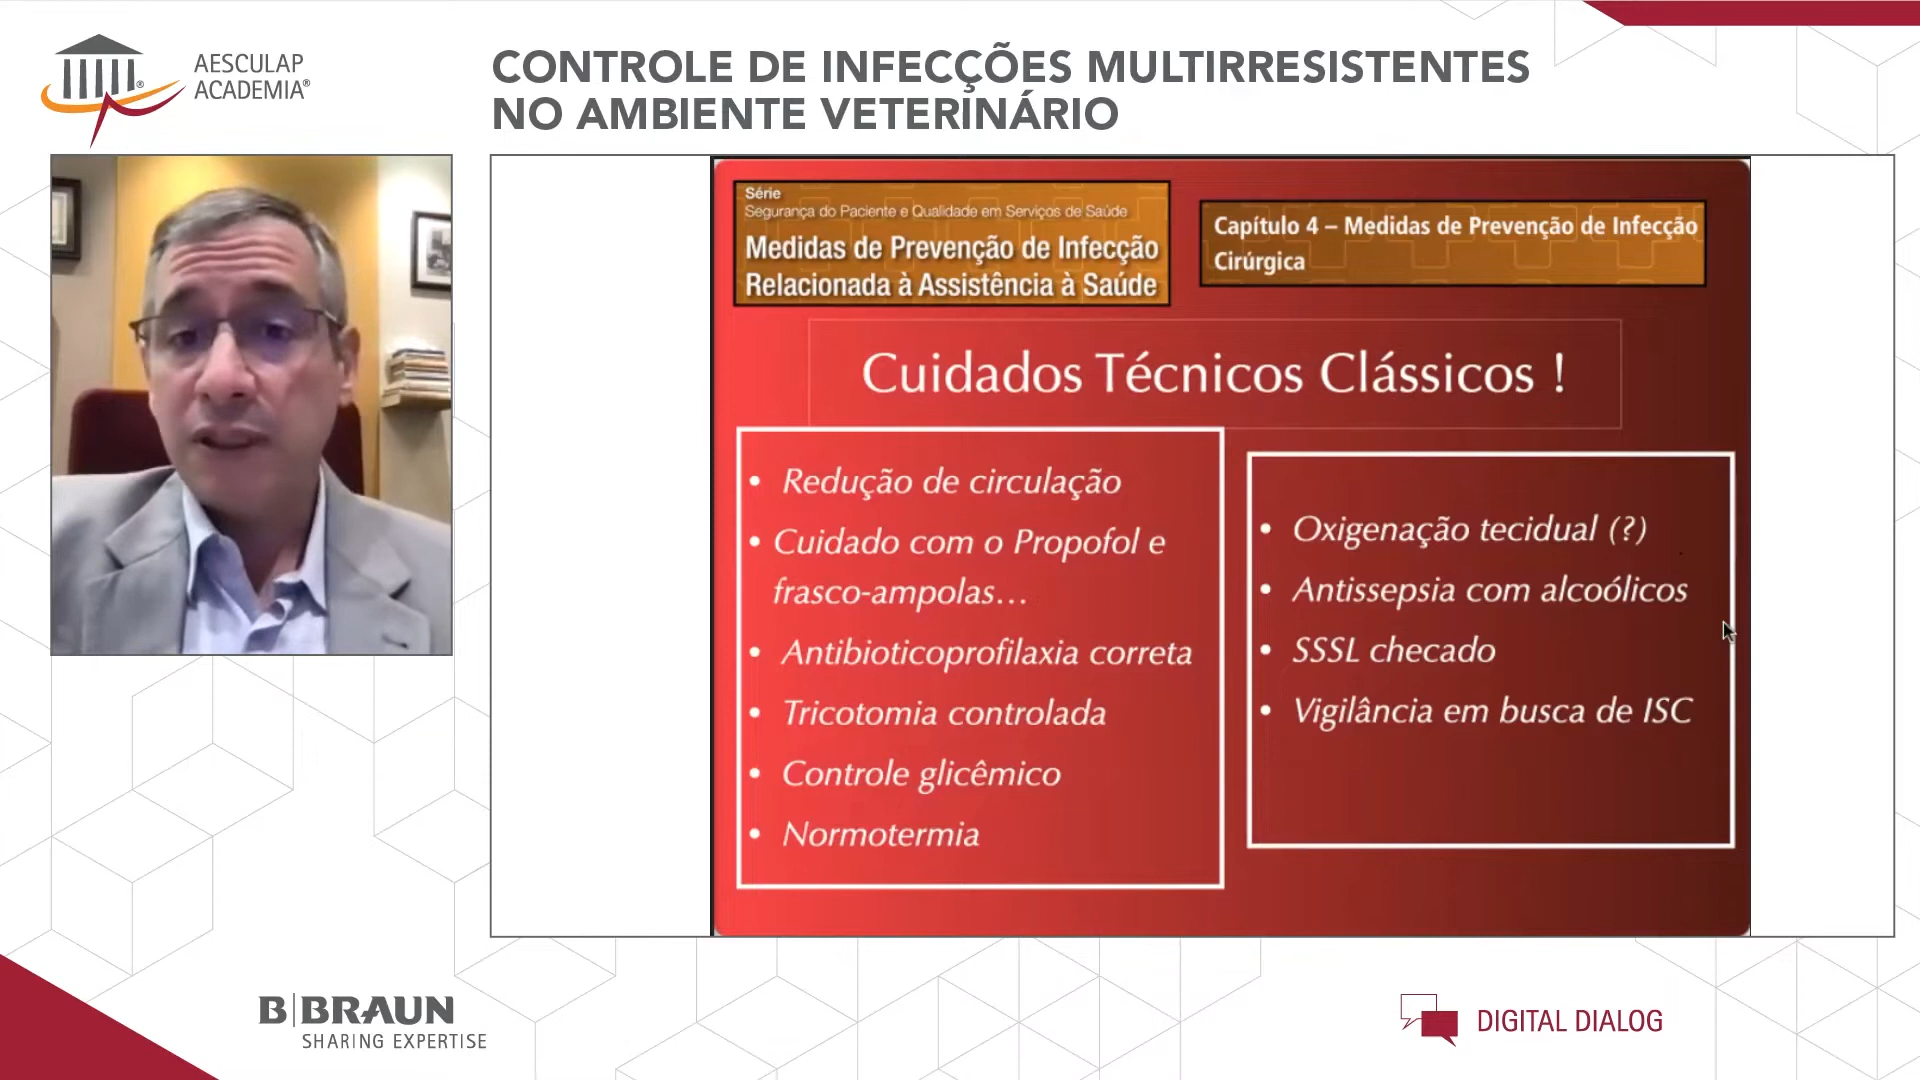 AESCULAP
ACADEMIA®
CONTROLE DE INFECÇÕES MULTIRRESISTENTES
NO AMBIENTE VETERINÁRIO
Série
Segurança do Paciente e Qualidade em Serviços de Saúde
Medidas de Prevenção de Infecção
Relacionada à Assistência à Saúde
Capítulo 4 – Medidas de Prevenção de Infecção
Cirúrgica
Cuidados Técnicos Clássicos !
• Redução de circulação
• Cuidado com o Propofol e
frasco-ampolas...
• Antibioticoprofilaxia correta
• Tricotomia controlada
• Controle glicêmico
• Normotermia
• Oxigenação tecidual (?)
• Antissepsia com alcoólicos
• SSSL checado
• Vigilância em busca de ISC
B|BRAUN
SHARING EXPERTISE
DIGITAL DIALOG